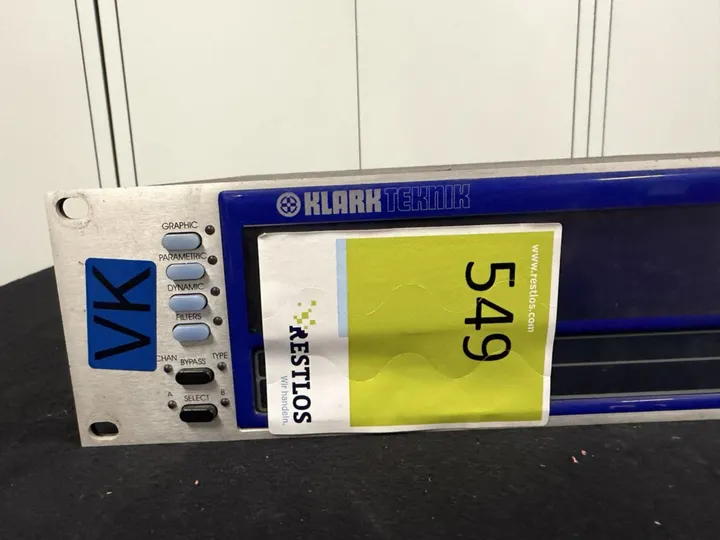 KLARK TEKNIK
GRAPHIC
PARAMETRIC
DYNAMIC
FILTERS
CHAN
BYPASS
TYPE
A
SELECT
B
VK
RESTLOS
Wir handeln.
549
www.restlos.com